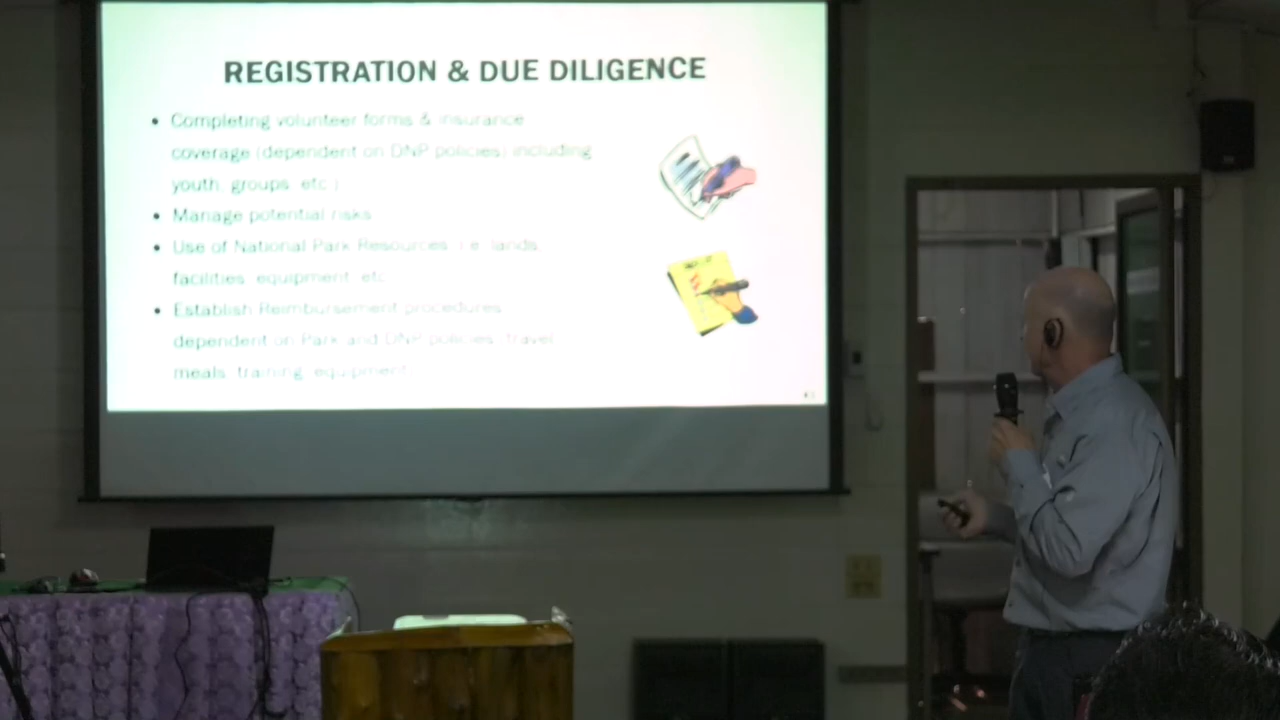 REGISTRATION & DUE DILIGENCE
• Completing volunteer forms & insurance
coverage (dependent on DNP policies) including
youth, groups, etc.)
• Manage potential risks
• Use of National Park Resources, i.e. lands,
facilities, equipment, etc
• Establish Reimbursement procedures
dependent on Park and DNP policies, travel,
meals, training, equipment